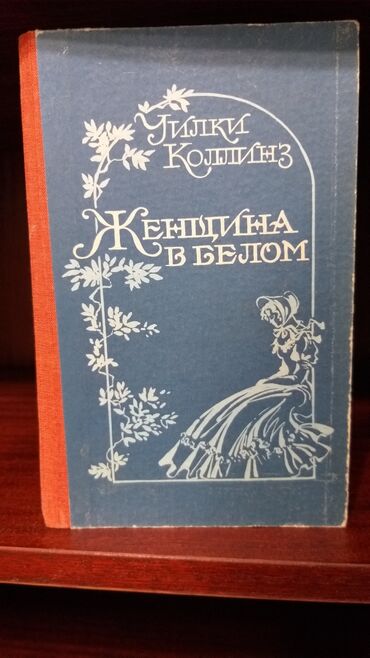 Уилки
Коллинз
Женщина
в белом